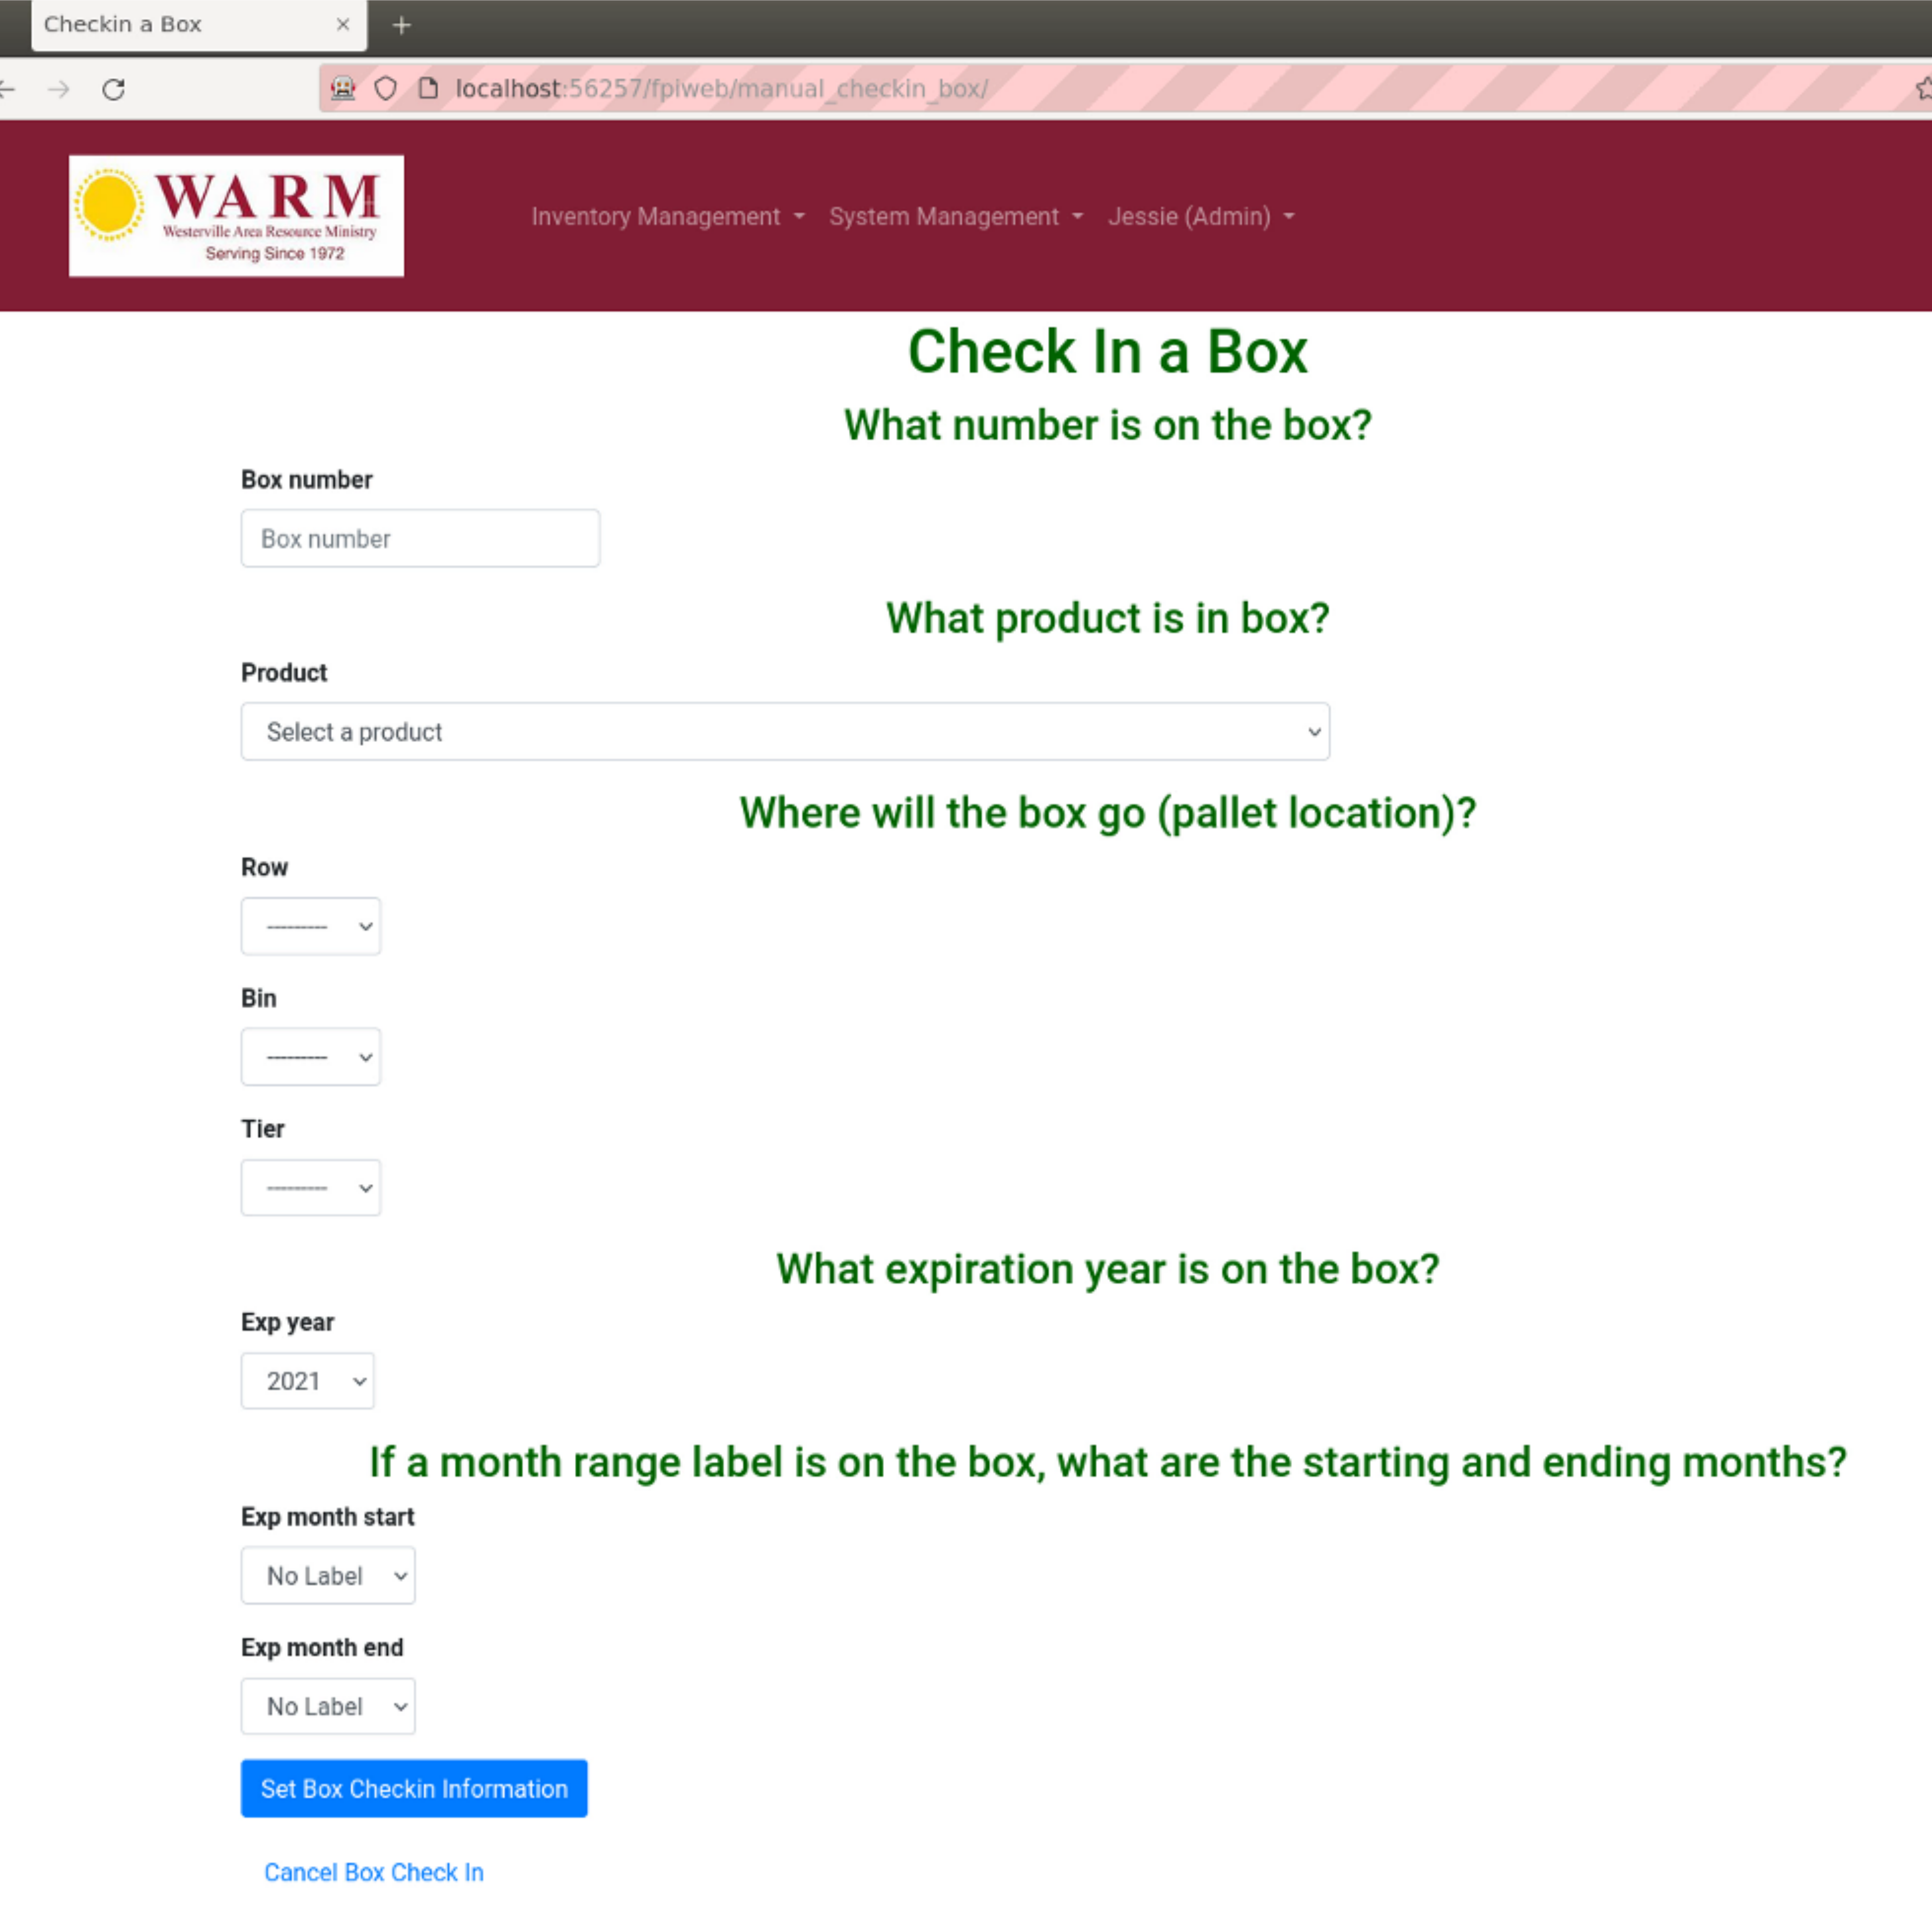 Checkin a Box
localhost:56257/fpiweb/manual_checkin_box/
WARM
Westerville Area Resource Ministry
Serving Since 1972
Inventory Management System Management Jessie (Admin)
Check In a Box
What number is on the box?
Box number
Box number
What product is in box?
Product
Select a product
Where will the box go (pallet location)?
Row
---------
Bin
---------
Tier
---------
What expiration year is on the box?
Exp year
2021
If a month range label is on the box, what are the starting and ending months?
Exp month start
No Label
Exp month end
No Label
Set Box Checkin Information
Cancel Box Check In